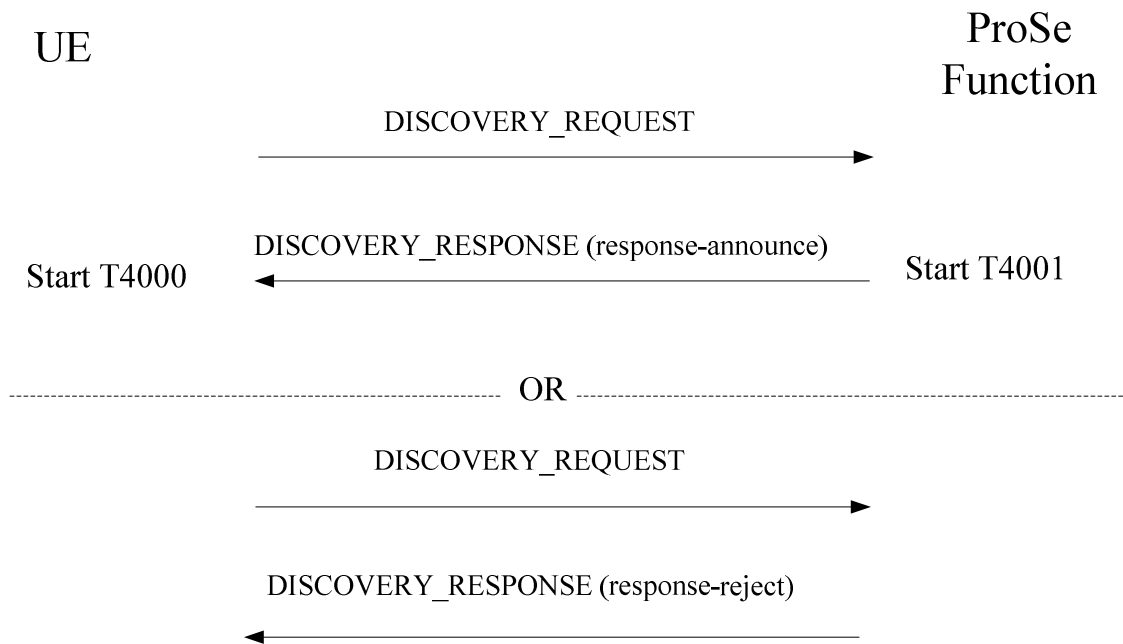 UE
ProSe
Function
DISCOVERY_REQUEST
DISCOVERY_RESPONSE (response-announce)
Start T4000
Start T4001
OR
DISCOVERY_REQUEST
DISCOVERY_RESPONSE (response-reject)